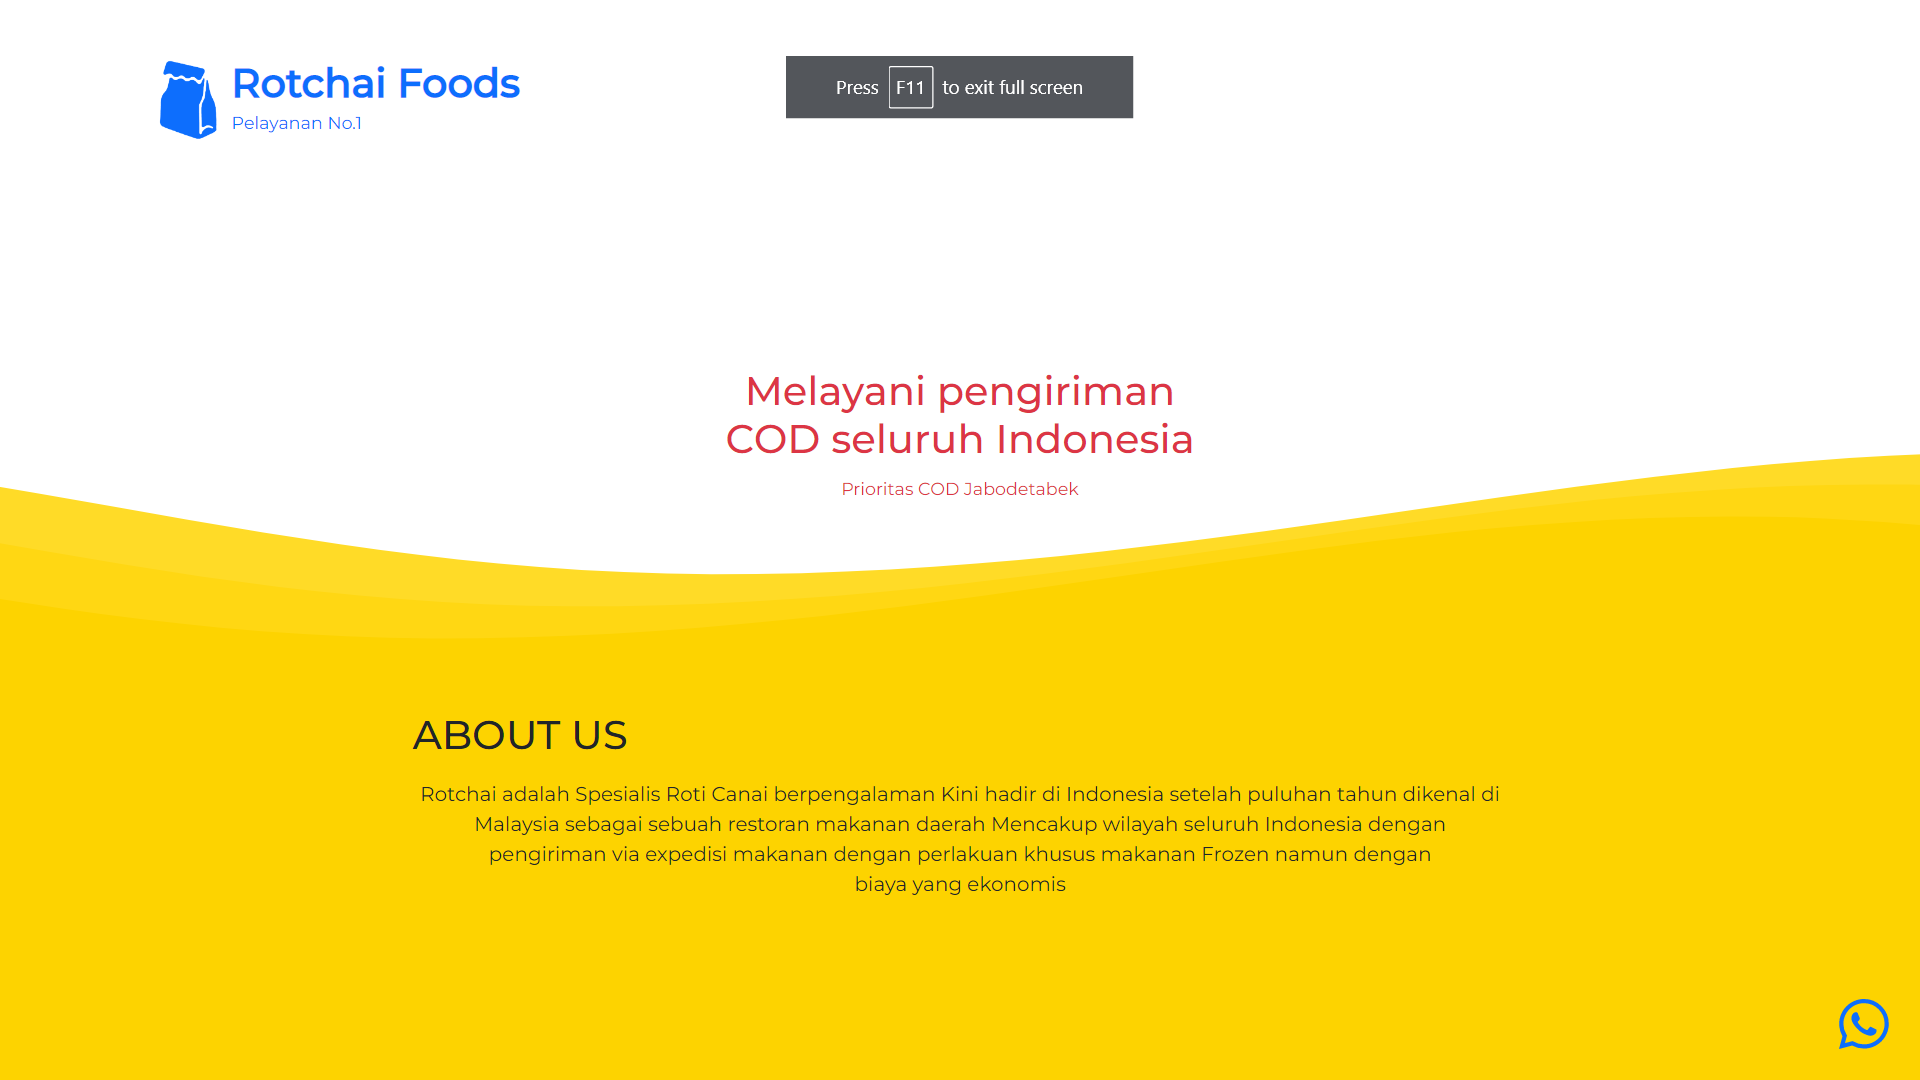 Rotchai Foods
Pelayanan No.1
Press F11 to exit full screen
Melayani pengiriman
COD seluruh Indonesia
Prioritas COD Jabodetabek
ABOUT US
Rotchai adalah Spesialis Roti Canai berpengalaman Kini hadir di Indonesia setelah puluhan tahun dikenal di
Malaysia sebagai sebuah restoran makanan daerah Mencakup wilayah seluruh Indonesia dengan
pengiriman via expedisi makanan dengan perlakuan khusus makanan Frozen namun dengan
biaya yang ekonomis